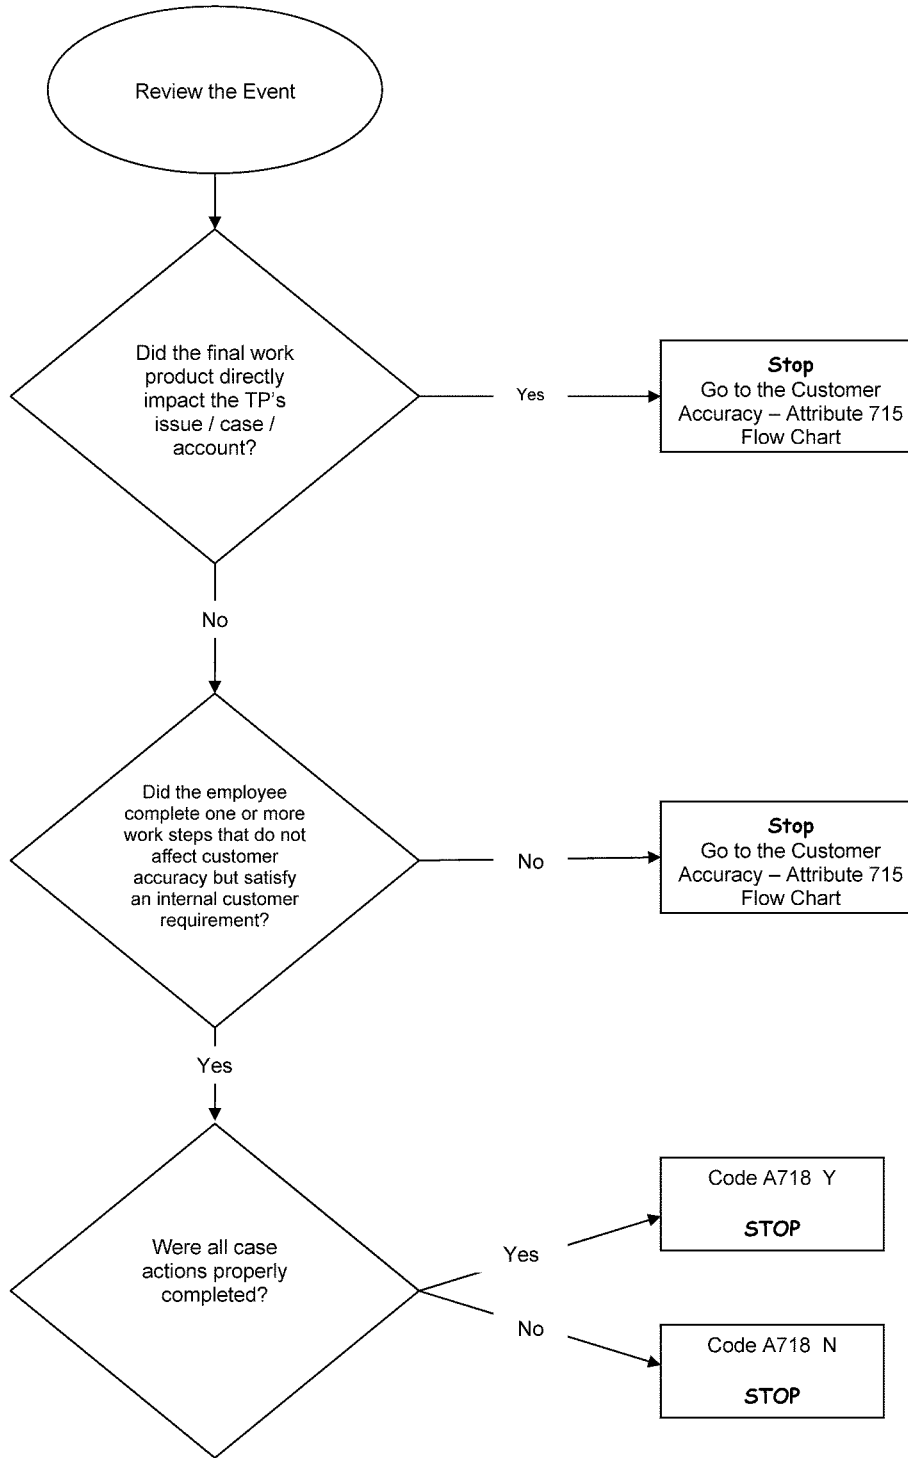 Review the Event
Did the final work
product directly
impact the TP's
issue / case /
account?
Yes
Stop
Go to the Customer
Accuracy – Attribute 715
Flow Chart
No
Did the employee
complete one or more
work steps that do not
affect customer
accuracy but satisfy
an internal customer
requirement?
No
Stop
Go to the Customer
Accuracy – Attribute 715
Flow Chart
Yes
Were all case
actions properly
completed?
Yes
Code A718 Y
STOP
No
Code A718 N
STOP